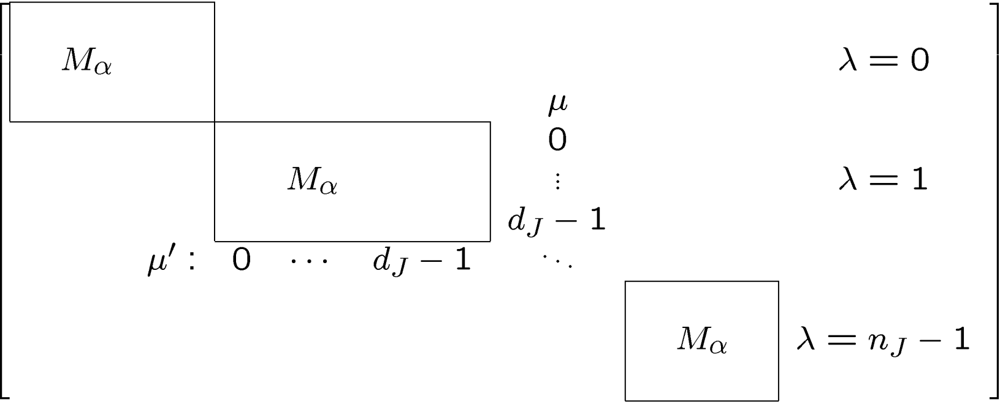 M_α λ = 0
μ
0
M_α ⋮ λ = 1
d_J − 1
μ′ : 0 ⋯ d_J − 1 ⋱
M_α λ = n_J − 1